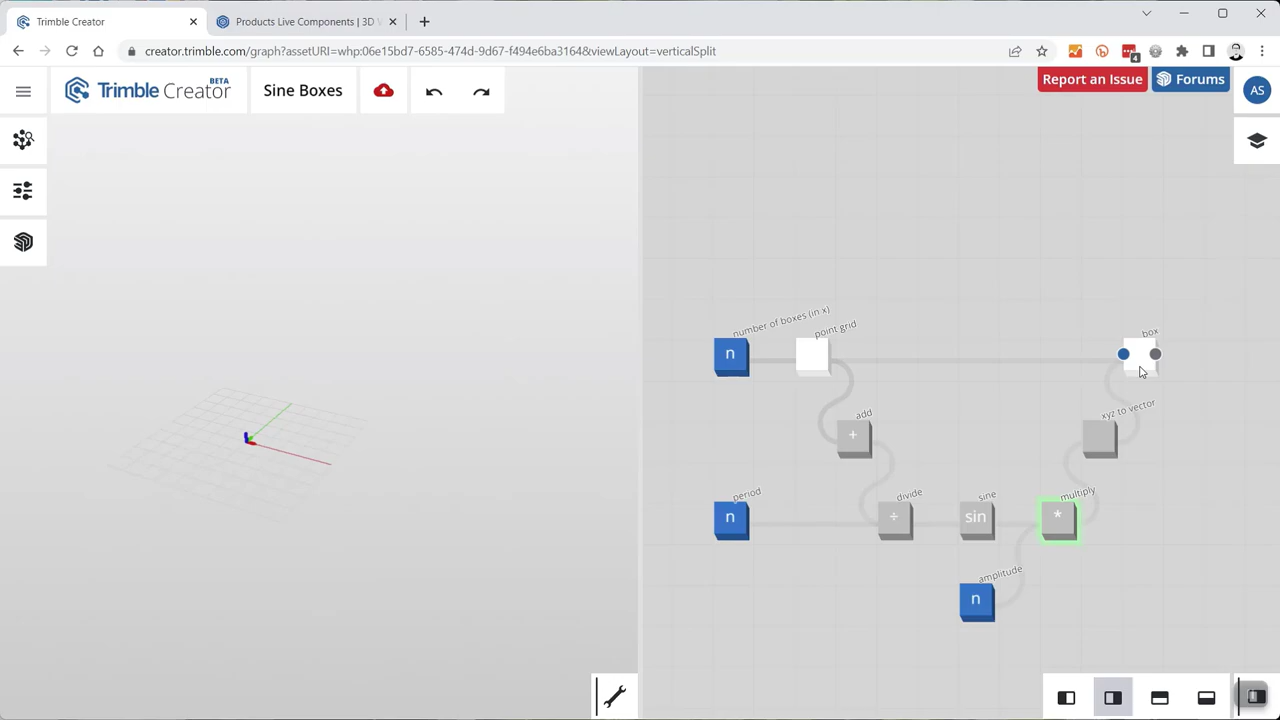 Trimble Creator
Products Live Components | 3D
creator.trimble.com/graph?assetURI=whp:06e15bd7-6585-474d-9d67-f494e6ba3164&viewLayout=verticalSplit
4
Trimble Creator BETA
Sine Boxes
Report an Issue
Forums
AS
number of boxes (in x)
point grid
box
n
add
xyz to vector
+
period
divide
sine
multiply
n
÷
sin
*
amplitude
n